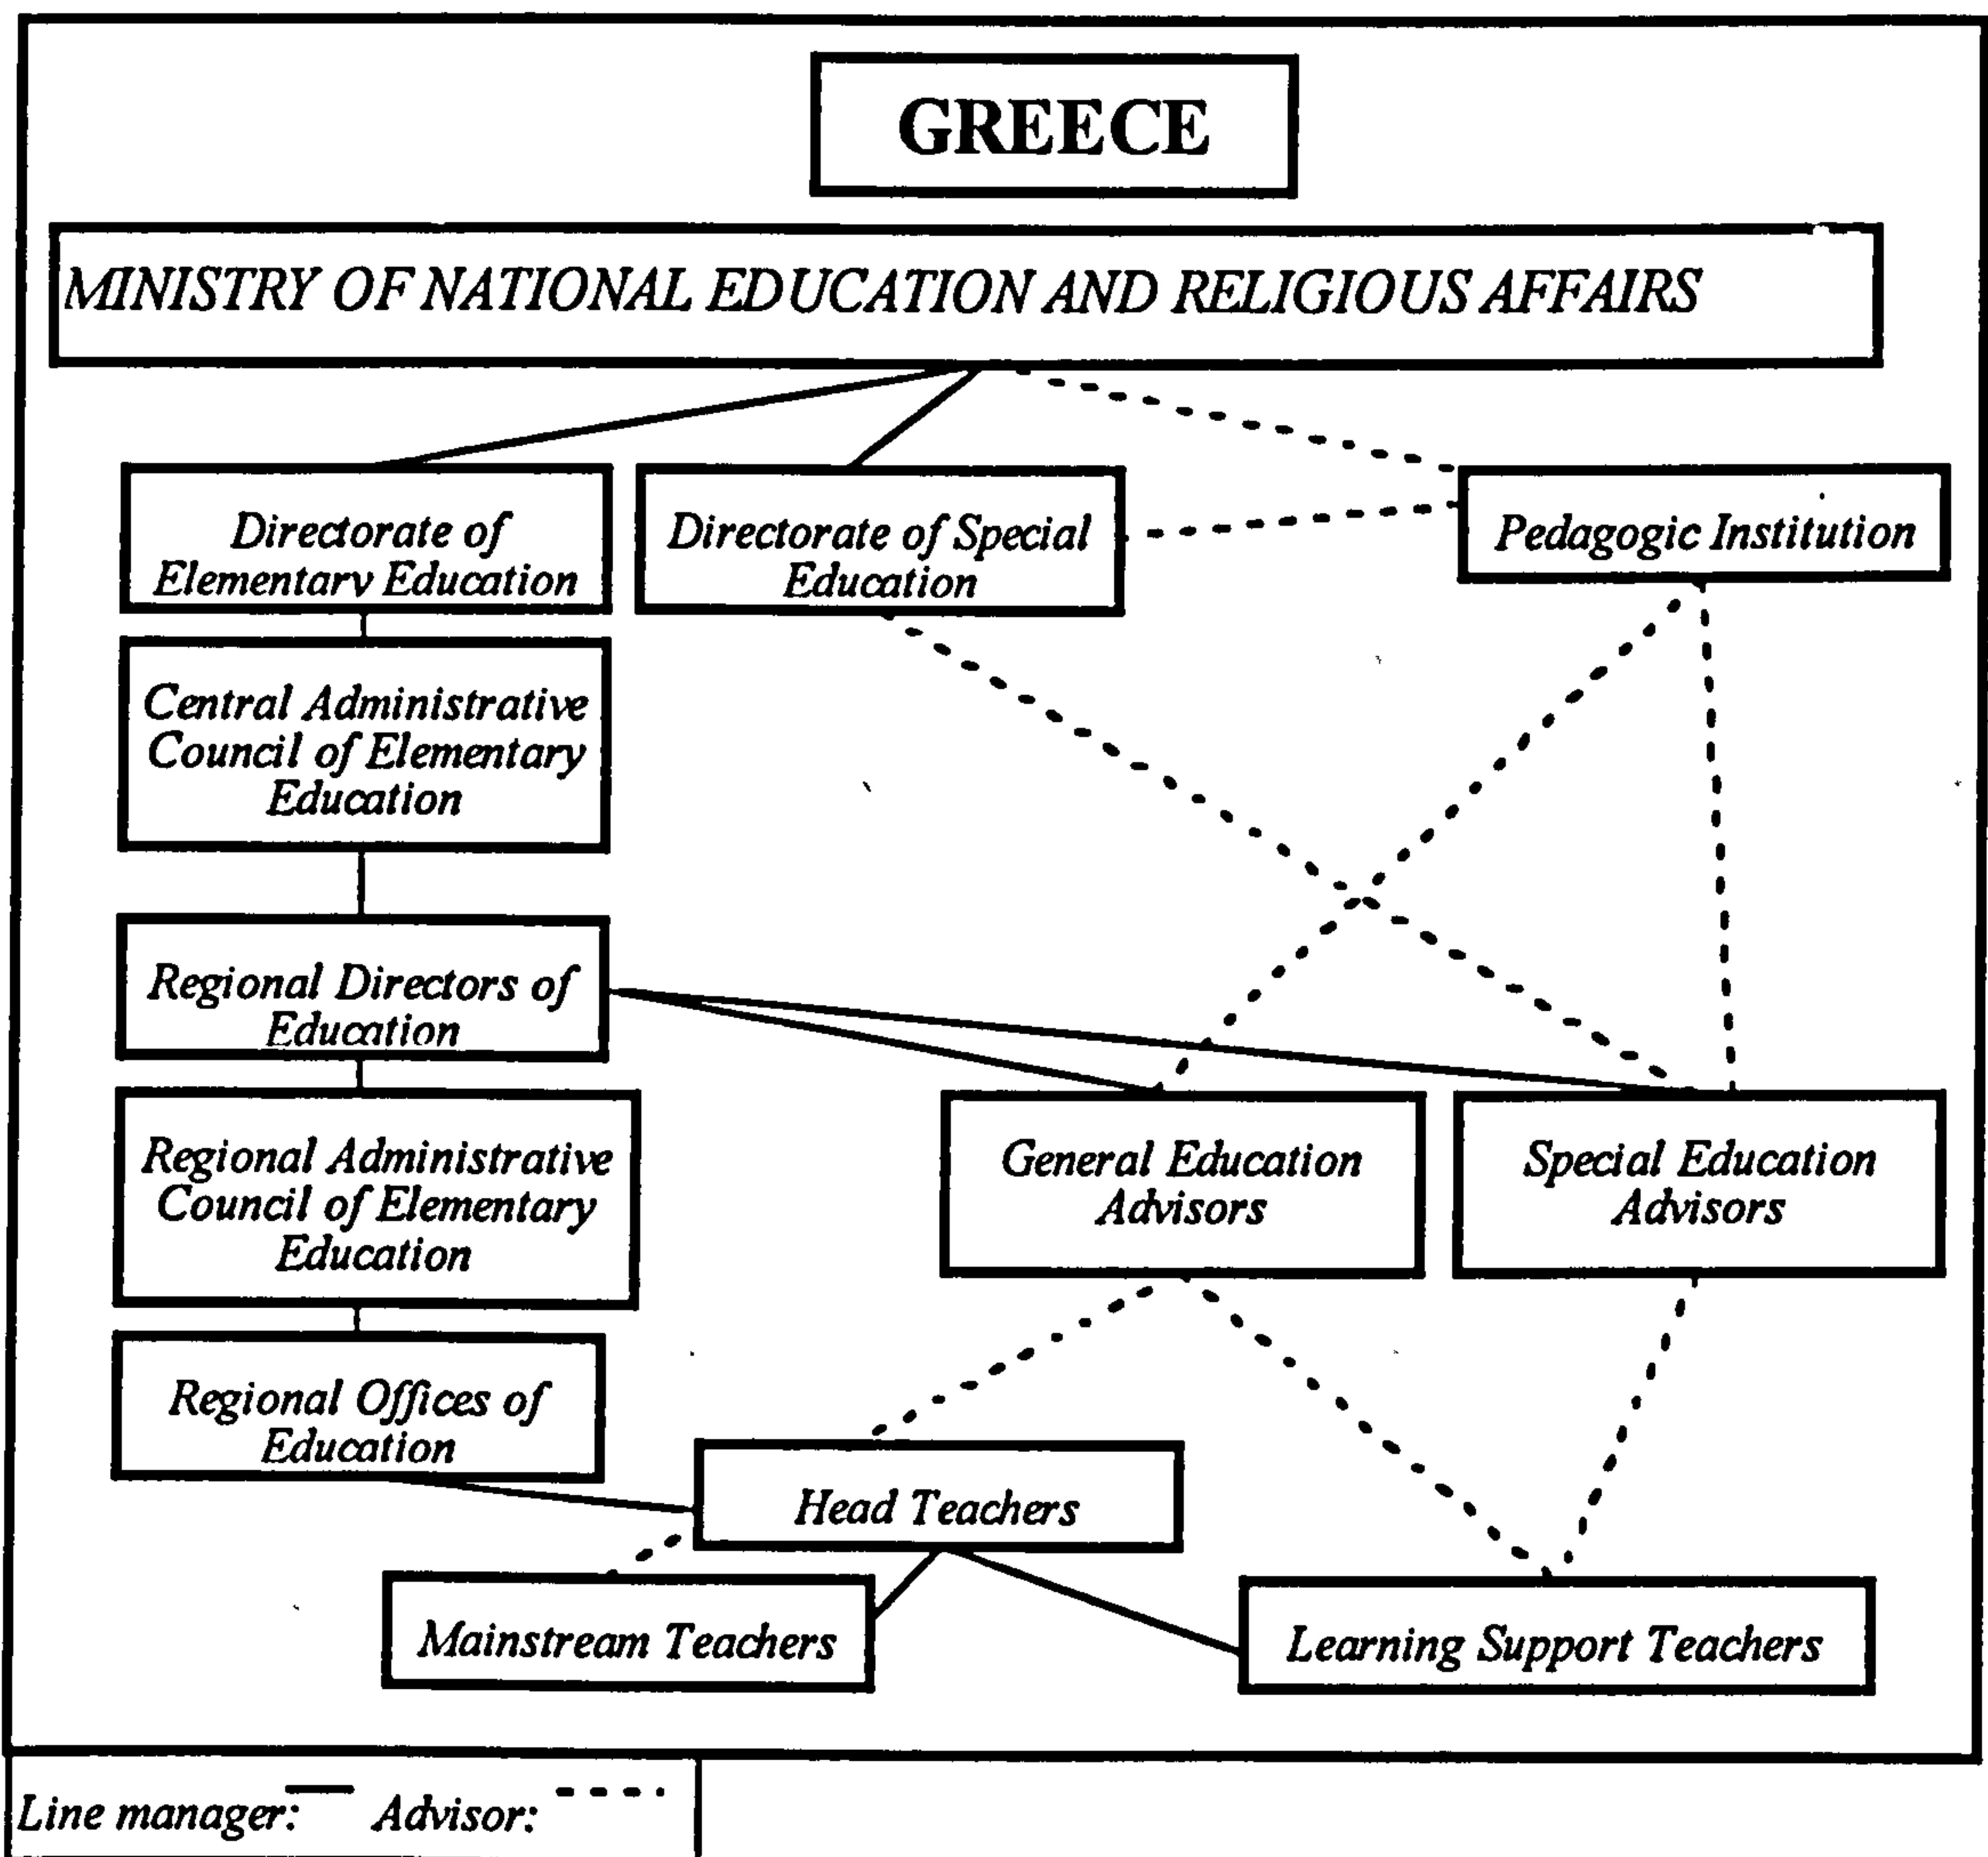 GREECE
MINISTRY OF NATIONAL EDUCATION AND RELIGIOUS AFFAIRS
Directorate of
Elementary Education
Directorate of Special
Education
Pedagogic Institution
Central Administrative
Council of Elementary
Education
Regional Directors of
Education
Regional Administrative
Council of Elementary
Education
General Education
Advisors
Special Education
Advisors
Regional Offices of
Education
Head Teachers
Mainstream Teachers
Learning Support Teachers
Line manager: Advisor: